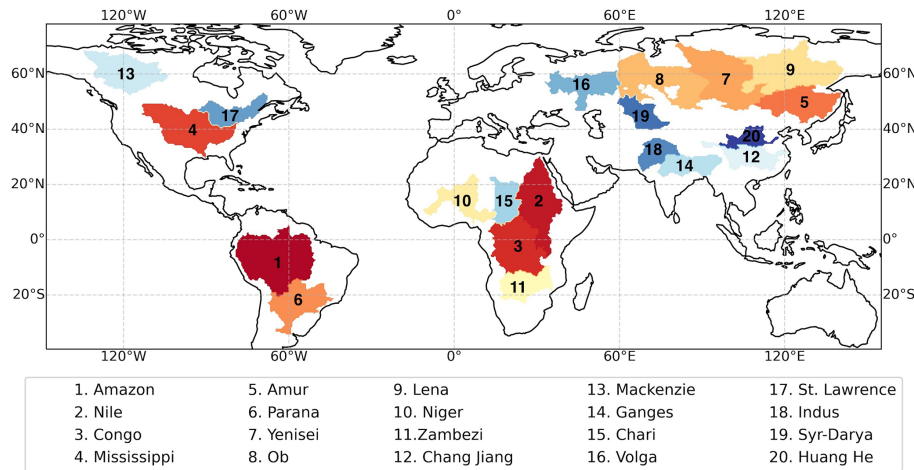 120°W 60°W 0° 60°E 120°E
60°N 13 16 8 7 9 60°N
4 17 19 5
40°N 40°N
18 14 20 12
20°N 10 15 2 20°N
0° 1 3 0°
20°S 6 11 20°S
120°W 60°W 0° 60°E 120°E
1. Amazon 5. Amur 9. Lena 13. Mackenzie 17. St. Lawrence
2. Nile 6. Parana 10. Niger 14. Ganges 18. Indus
3. Congo 7. Yenisei 11.Zambezi 15. Chari 19. Syr-Darya
4. Mississippi 8. Ob 12. Chang Jiang 16. Volga 20. Huang He